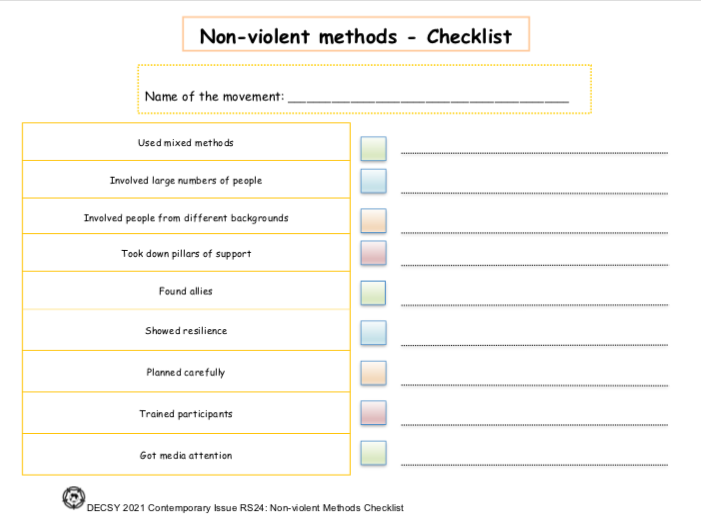 Non-violent methods - Checklist
Name of the movement: ________________________________________
Used mixed methods
Involved large numbers of people
Involved people from different backgrounds
Took down pillars of support
Found allies
Showed resilience
Planned carefully
Trained participants
Got media attention
DECSY 2021 Contemporary Issue RS24: Non-violent Methods Checklist